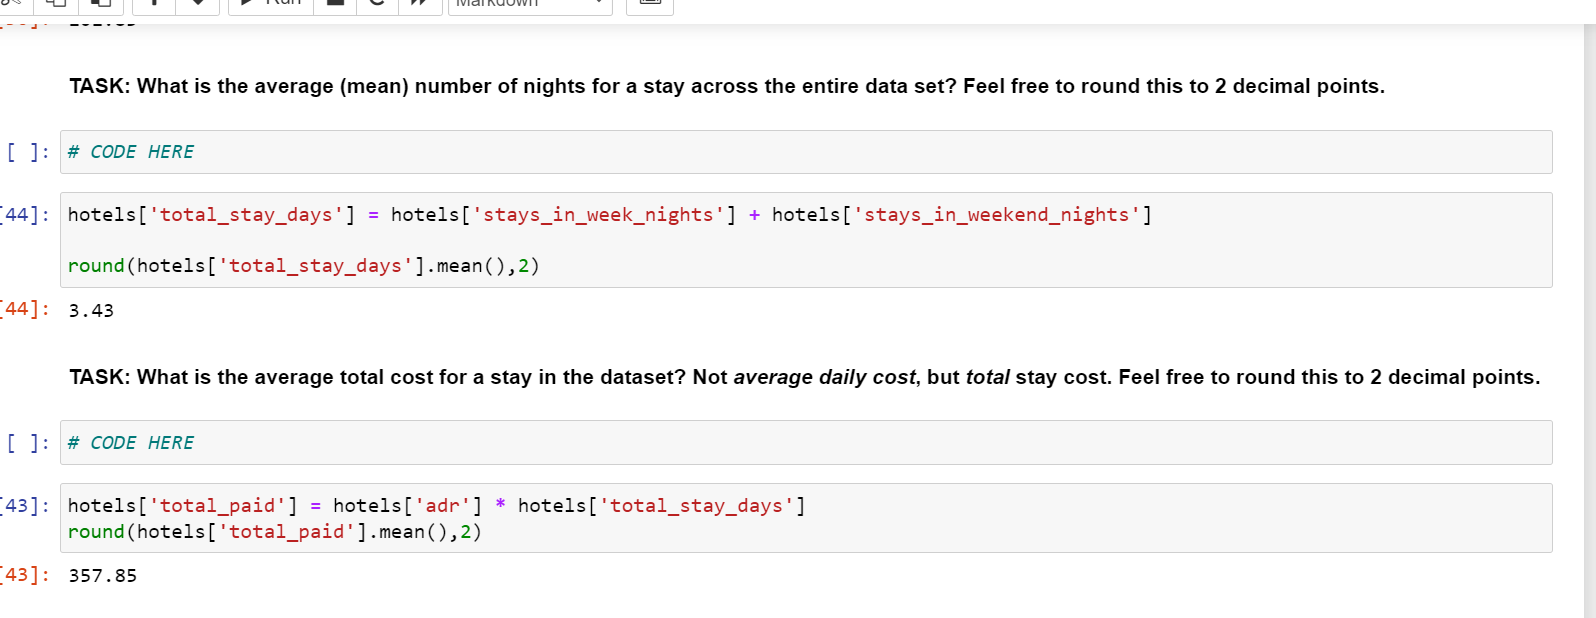 Run
Markdown
TASK: What is the average (mean) number of nights for a stay across the entire data set? Feel free to round this to 2 decimal points.
[ ]: # CODE HERE
[44]: hotels['total_stay_days'] = hotels['stays_in_week_nights'] + hotels['stays_in_weekend_nights']
round(hotels['total_stay_days'].mean(),2)
[44]: 3.43
TASK: What is the average total cost for a stay in the dataset? Not average daily cost, but total stay cost. Feel free to round this to 2 decimal points.
[ ]: # CODE HERE
[43]: hotels['total_paid'] = hotels['adr'] * hotels['total_stay_days']
round(hotels['total_paid'].mean(),2)
[43]: 357.85